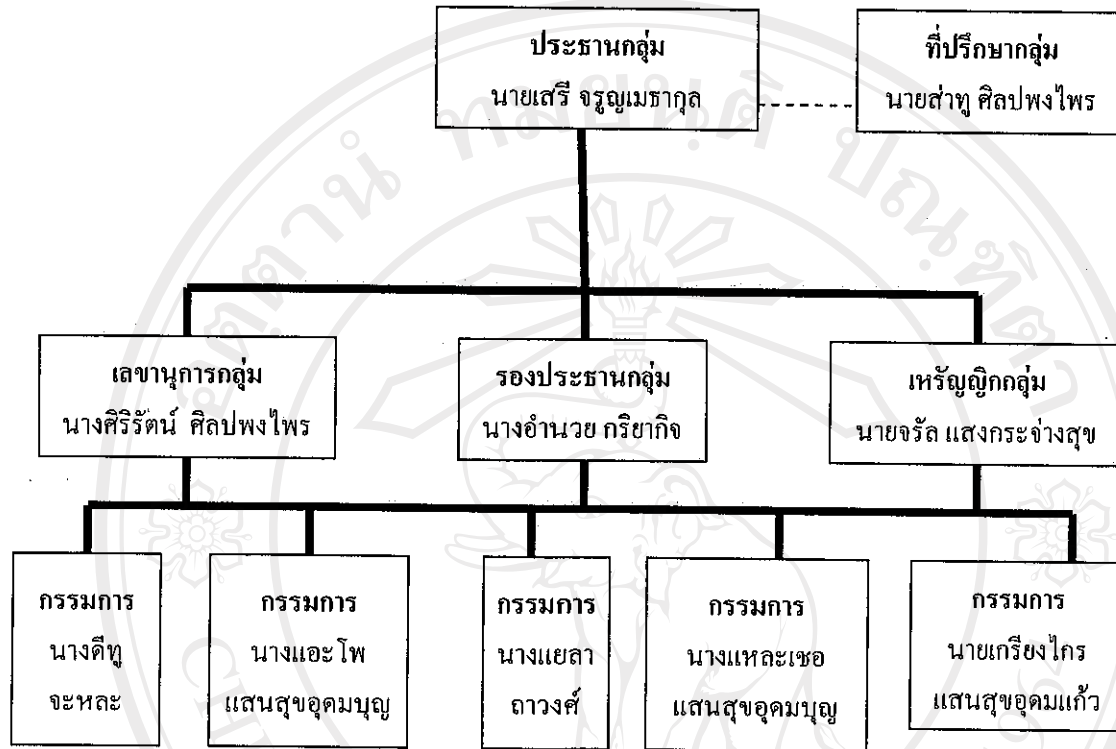 ประธานกลุ่ม
นายเสรี จรูญเมธากุล
ที่ปรึกษากลุ่ม
นายส่าทู ศิลปพงไพร
เลขานุการกลุ่ม
นางศิริรัตน์ ศิลปพงไพร
รองประธานกลุ่ม
นางอำนวย กริยากิจ
เหรัญญิกกลุ่ม
นายจรัล แสงกระจ่างสุข
กรรมการ
นางดีทู
จะหละ
กรรมการ
นางแอะโพ
แสนสุขอุดมบุญ
กรรมการ
นางแยลา
ถาวงศ์
กรรมการ
นางแหละเชอ
แสนสุขอุดมบุญ
กรรมการ
นายเกรียงไกร
แสนสุขอุดมแก้ว